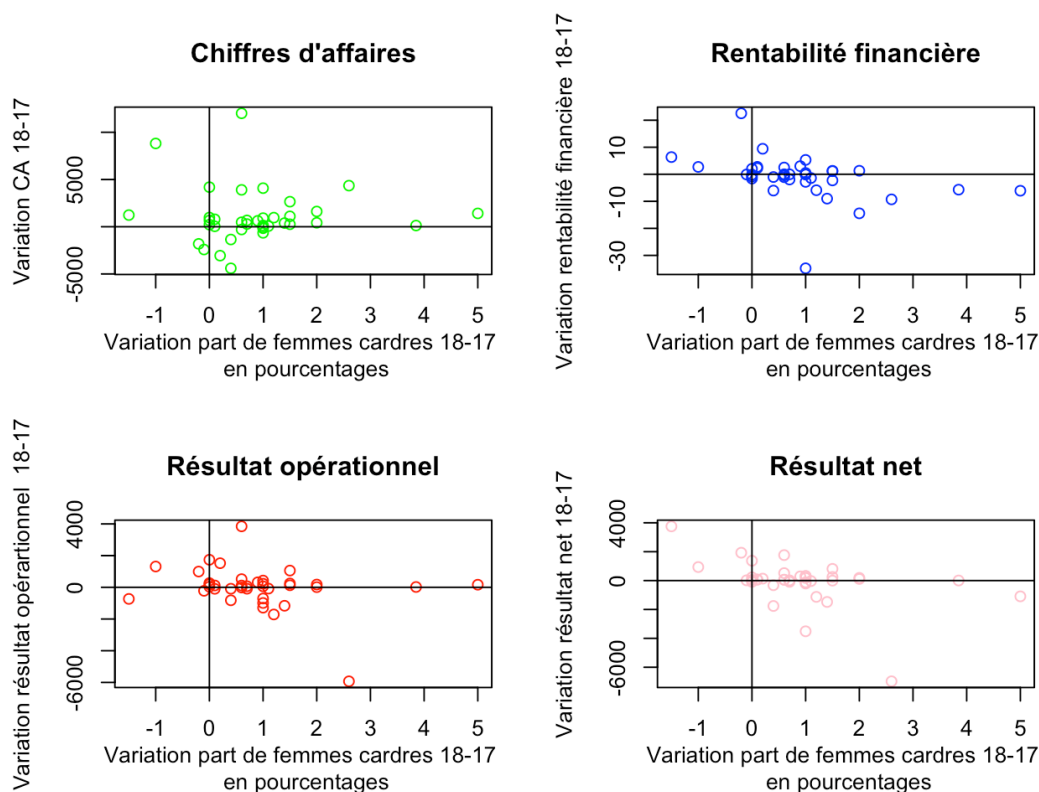 Chiffres d'affaires
Variation CA 18-17
5000
-5000
-1 0 1 2 3 4 5
Variation part de femmes cardres 18-17
en pourcentages
Rentabilité financière
Variation rentabilité financière 18-17
10
-10
-30
-1 0 1 2 3 4 5
Variation part de femmes cardres 18-17
en pourcentages
Résultat opérationnel
Variation résultat opérartionnel 18-17
4000
0
-6000
-1 0 1 2 3 4 5
Variation part de femmes cardres 18-17
en pourcentages
Résultat net
Variation résultat net 18-17
4000
0
-6000
-1 0 1 2 3 4 5
Variation part de femmes cardres 18-17
en pourcentages